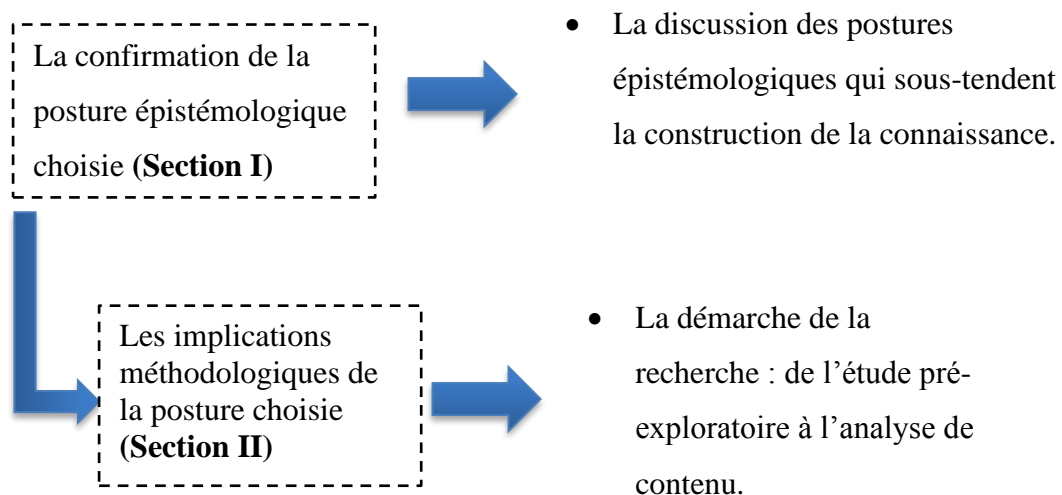 La confirmation de la
posture épistémologique
choisie (Section I)
• La discussion des postures
épistémologiques qui sous-tendent
la construction de la connaissance.
Les implications
méthodologiques de
la posture choisie
(Section II)
• La démarche de la
recherche : de l’étude pré-
exploratoire à l’analyse de
contenu.